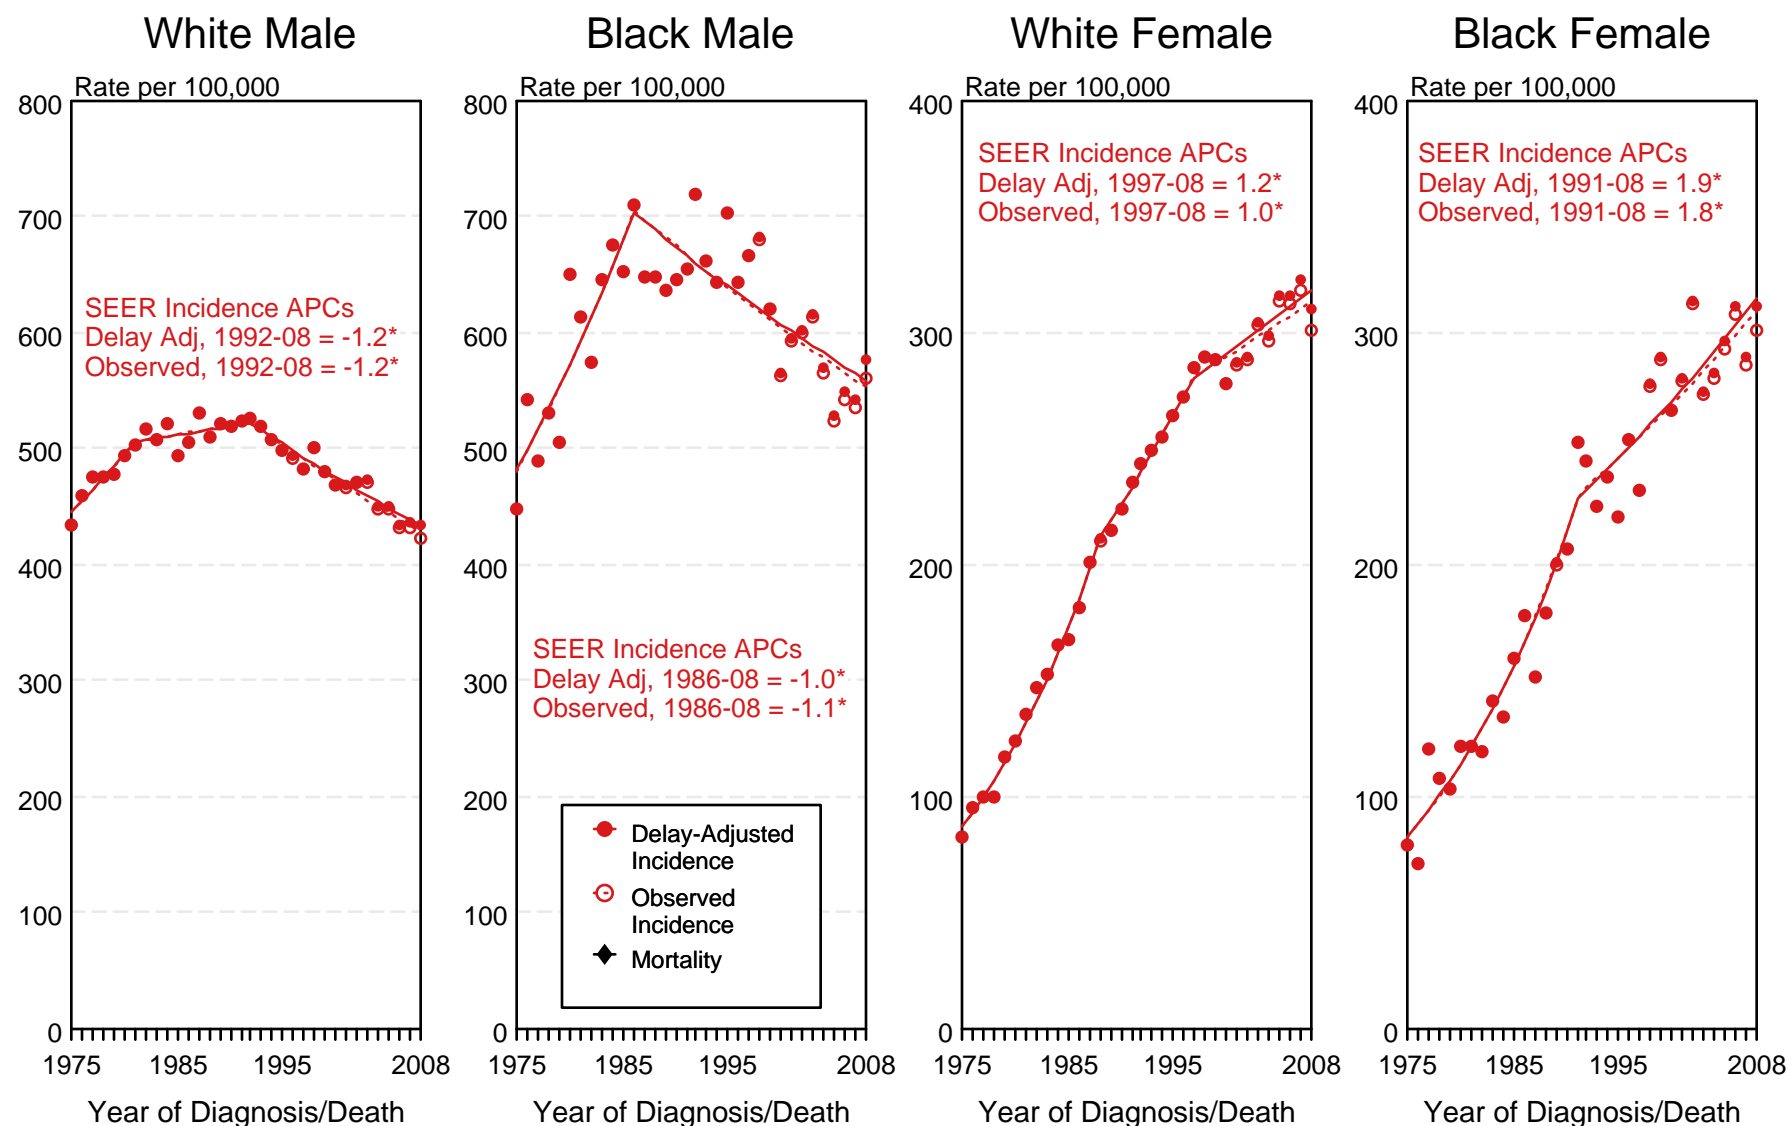 White Male
Rate per 100,000
800
700
600
500
400
300
200
100
0
SEER Incidence APCs
Delay Adj, 1992-08 = -1.2*
Observed, 1992-08 = -1.2*
1975
1985
1995
2008
Year of Diagnosis/Death
Black Male
Rate per 100,000
800
700
600
500
400
300
200
100
0
SEER Incidence APCs
Delay Adj, 1986-08 = -1.0*
Observed, 1986-08 = -1.1*
Delay-Adjusted
Incidence
Observed
Incidence
Mortality
1975
1985
1995
2008
Year of Diagnosis/Death
White Female
Rate per 100,000
400
300
200
100
0
SEER Incidence APCs
Delay Adj, 1997-08 = 1.2*
Observed, 1997-08 = 1.0*
1975
1985
1995
2008
Year of Diagnosis/Death
Black Female
Rate per 100,000
400
300
200
100
0
SEER Incidence APCs
Delay Adj, 1991-08 = 1.9*
Observed, 1991-08 = 1.8*
1975
1985
1995
2008
Year of Diagnosis/Death